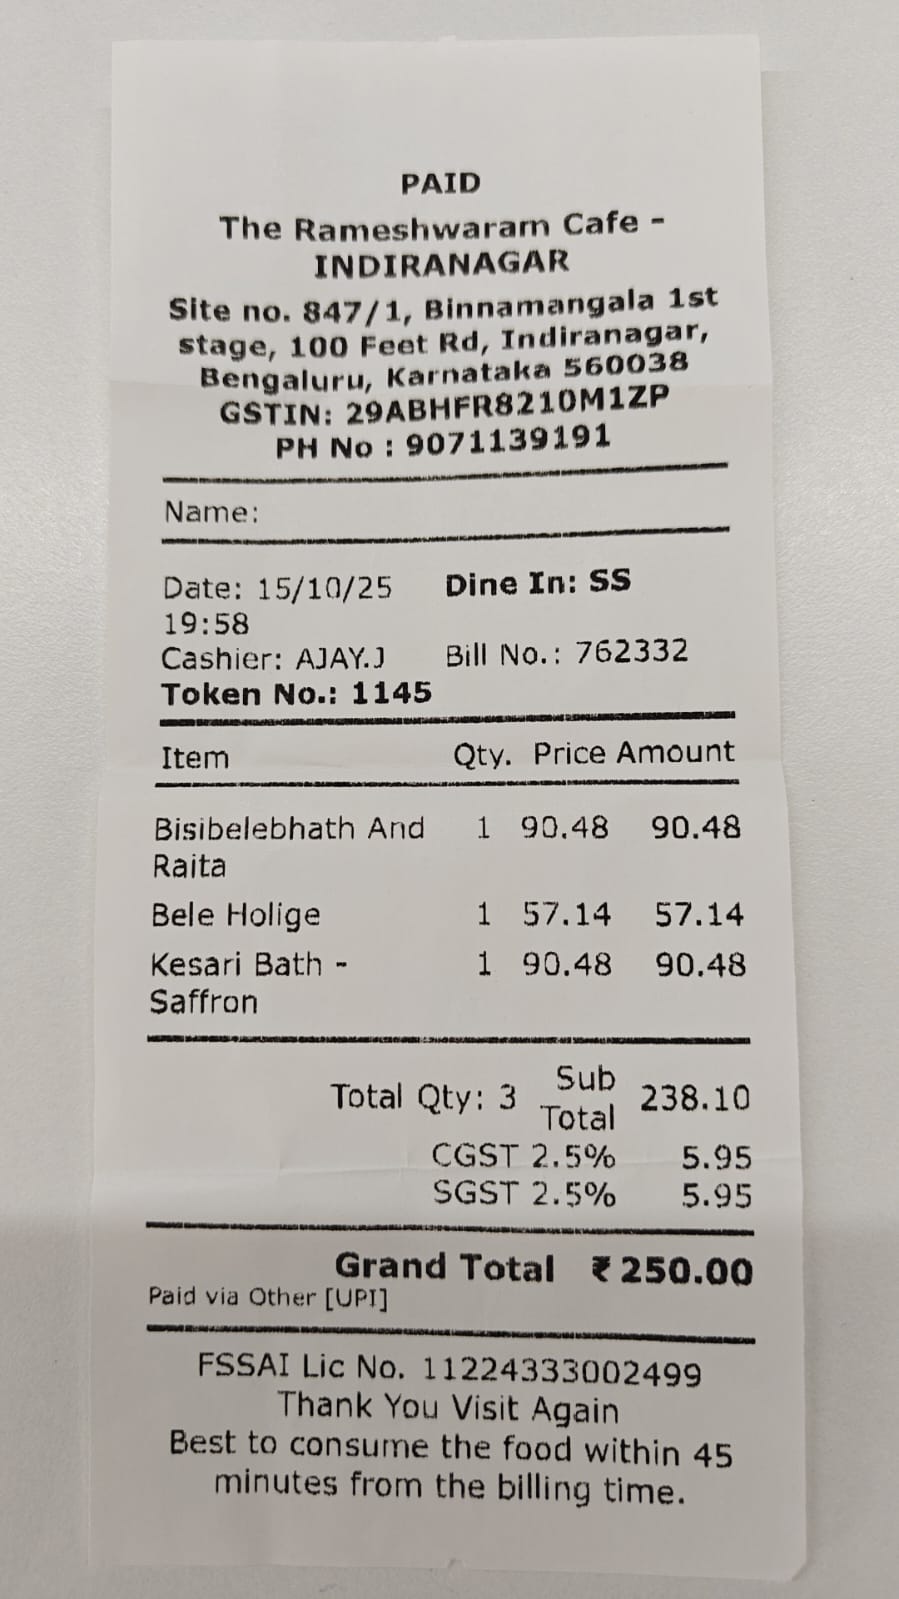 PAID
The Rameshwaram Cafe -
INDIRANAGAR
Site no. 847/1, Binnamangala 1st
stage, 100 Feet Rd, Indiranagar,
Bengaluru, Karnataka 560038
GSTIN: 29ABHFR8210M1ZP
PH No : 9071139191
Name:
Date: 15/10/25 Dine In: SS
19:58
Cashier: AJAY.J Bill No.: 762332
Token No.: 1145
Item Qty. Price Amount
Bisibelebhath And 1 90.48 90.48
Raita
Bele Holige 1 57.14 57.14
Kesari Bath - 1 90.48 90.48
Saffron
Total Qty: 3 Sub Total 238.10
CGST 2.5% 5.95
SGST 2.5% 5.95
Grand Total ₹250.00
Paid via Other [UPI]
FSSAI Lic No. 11224333002499
Thank You Visit Again
Best to consume the food within 45
minutes from the billing time.